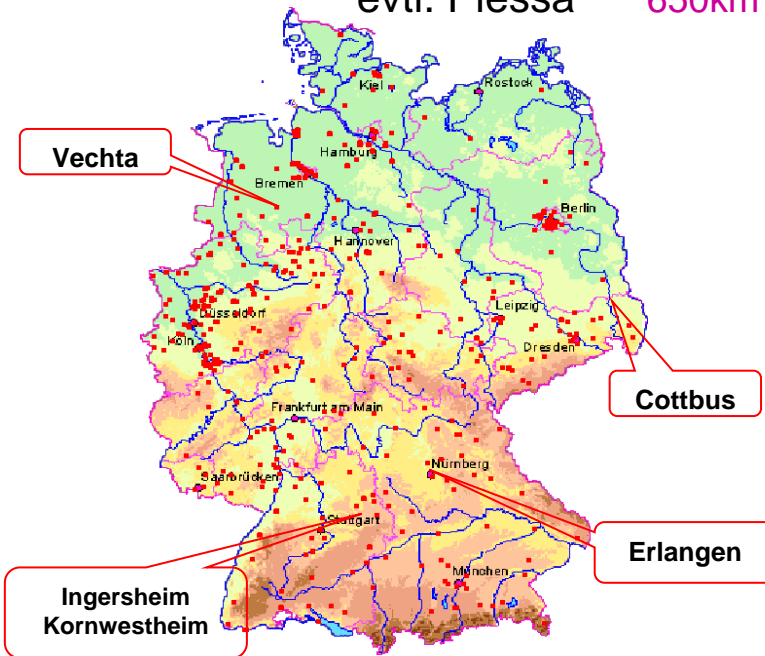 evtl. Plessa 650km
Kiel
Rostock
Vechta
Hamburg
Bremen
Berlin
Hannover
Düsseldorf
Leipzig
Köln
Dresden
Cottbus
Frankfurt am Main
Nürnberg
Saarbrücken
Stuttgart
Erlangen
München
Ingersheim
Kornwestheim